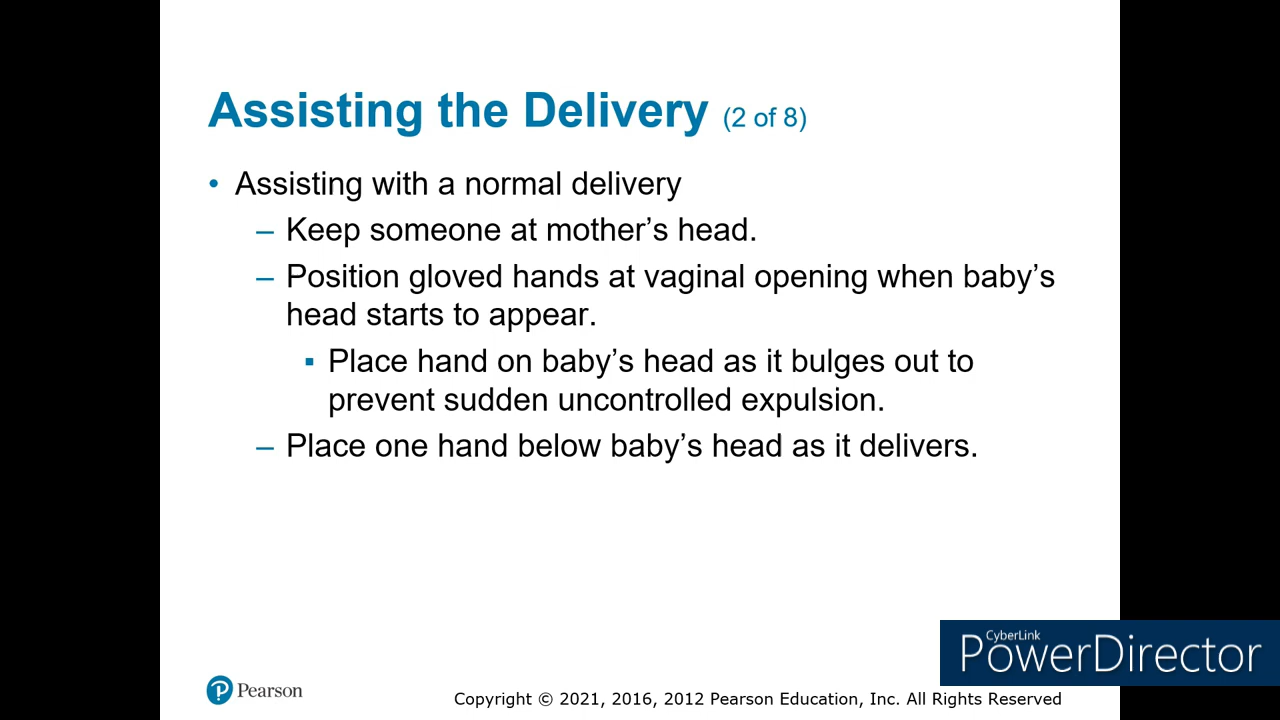 Assisting the Delivery (2 of 8)
• Assisting with a normal delivery
– Keep someone at mother’s head.
– Position gloved hands at vaginal opening when baby’s
head starts to appear.
▪ Place hand on baby’s head as it bulges out to
prevent sudden uncontrolled expulsion.
– Place one hand below baby’s head as it delivers.
CyberLink
PowerDirector
Pearson
Copyright © 2021, 2016, 2012 Pearson Education, Inc. All Rights Reserved